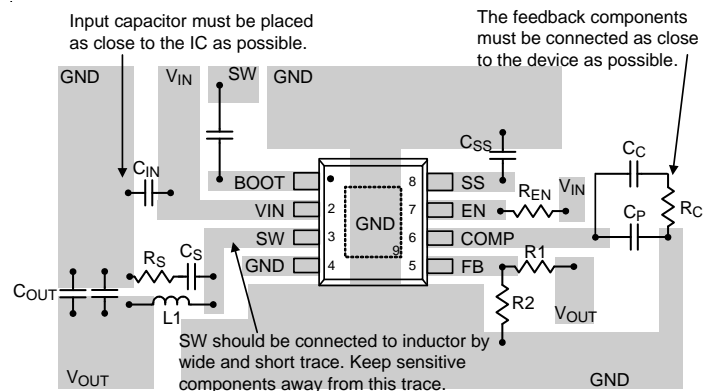 Input capacitor must be placed
as close to the IC as possible.
The feedback components
must be connected as close
to the device as possible.
GND
VIN
SW
GND
CIN
CSS
CC
REN
VIN
CP
RC
BOOT
VIN
SW
GND
2
3
4
GND
9
8
7
6
5
SS
EN
COMP
FB
RS
CS
COUT
L1
R1
R2
VOUT
SW should be connected to inductor by
wide and short trace. Keep sensitive
components away from this trace.
VOUT
GND